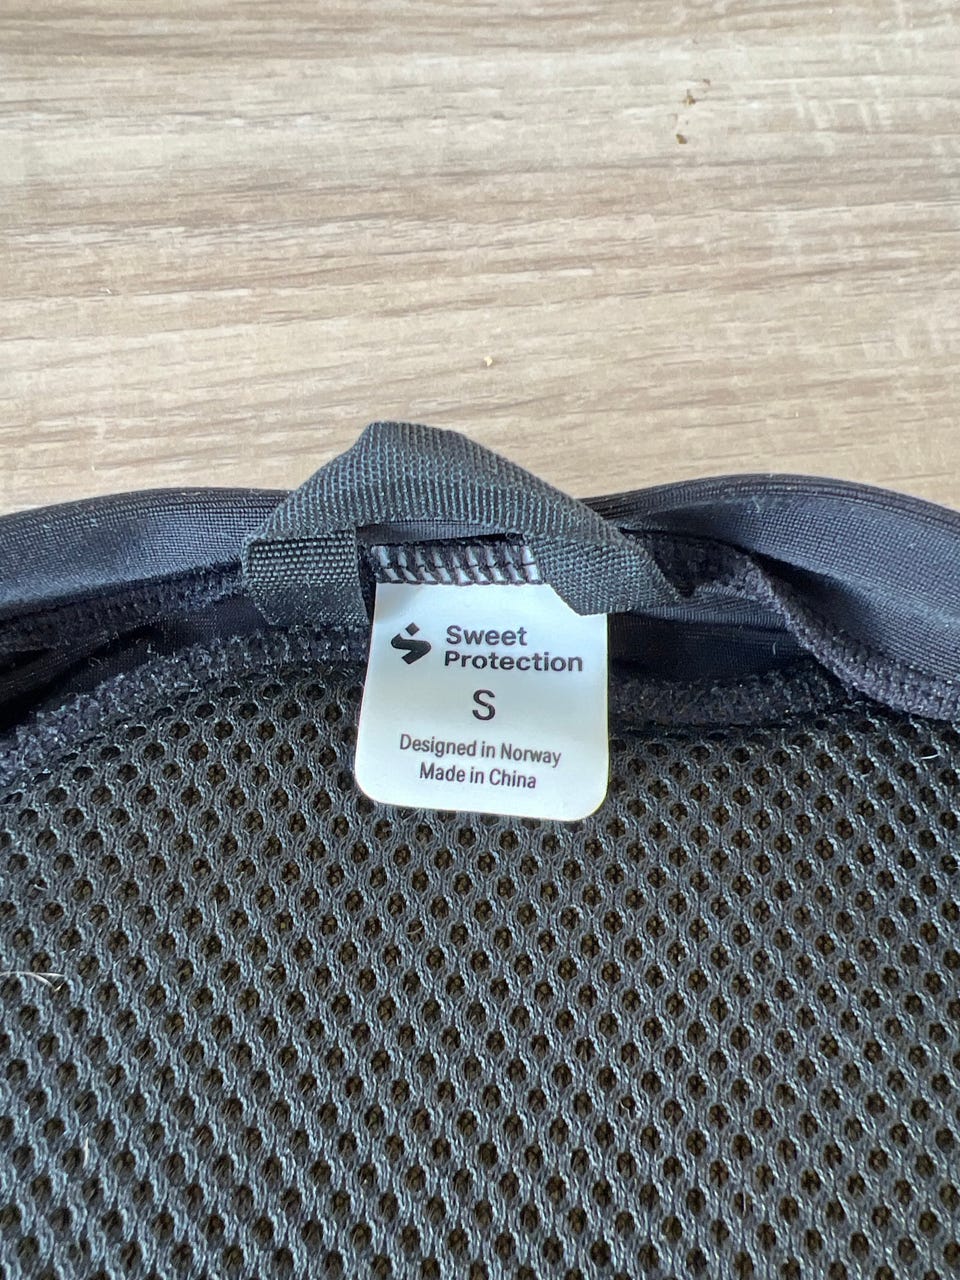 Sweet
Protection
S
Designed in Norway
Made in China